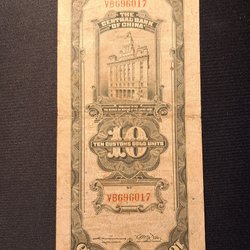 VB696017
THE
CENTRAL BANK
OF CHINA
10
TEN CUSTOMS GOLD UNITS
VB696017